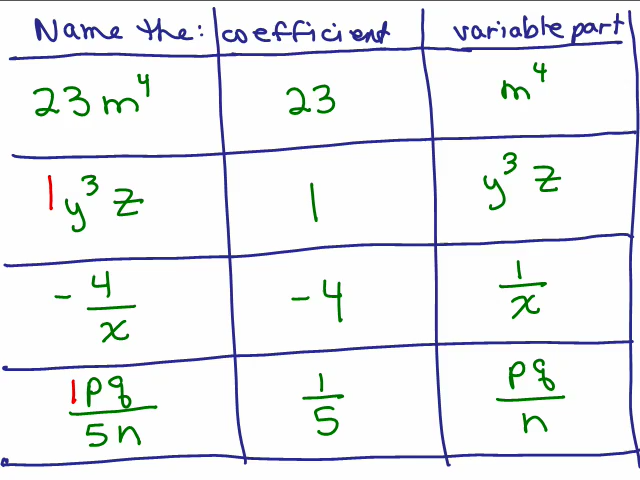 Name the: coefficient variable part
23m⁴ 23 m⁴
1y³z 1 y³z
-4/x -4 1/x
1pq/5n 1/5 pq/n